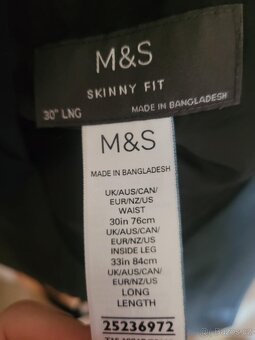 M&S
SKINNY FIT
30" LNG
MADE IN BANGLADESH
M&S
MADE IN BANGLADESH
UK/AUS/CAN/
EUR/NZ/US
WAIST
30in 76cm
UK/AUS/CAN/
EUR/NZ/US
INSIDE LEG
33in 84cm
UK/AUS/CAN/
EUR/NZ/US
LONG
LENGTH
25236972